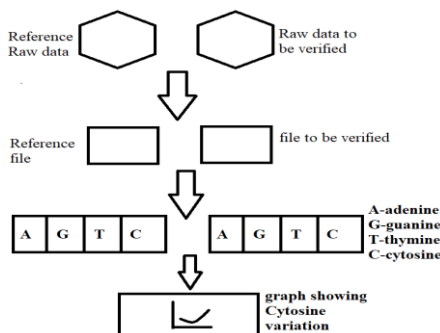 Reference
Raw data
Raw data to
be verified
Reference
file
file to be verified
A G T C
A G T C
A-adenine
G-guanine
T-thymine
C-cytosine
graph showing
Cytosine
variation